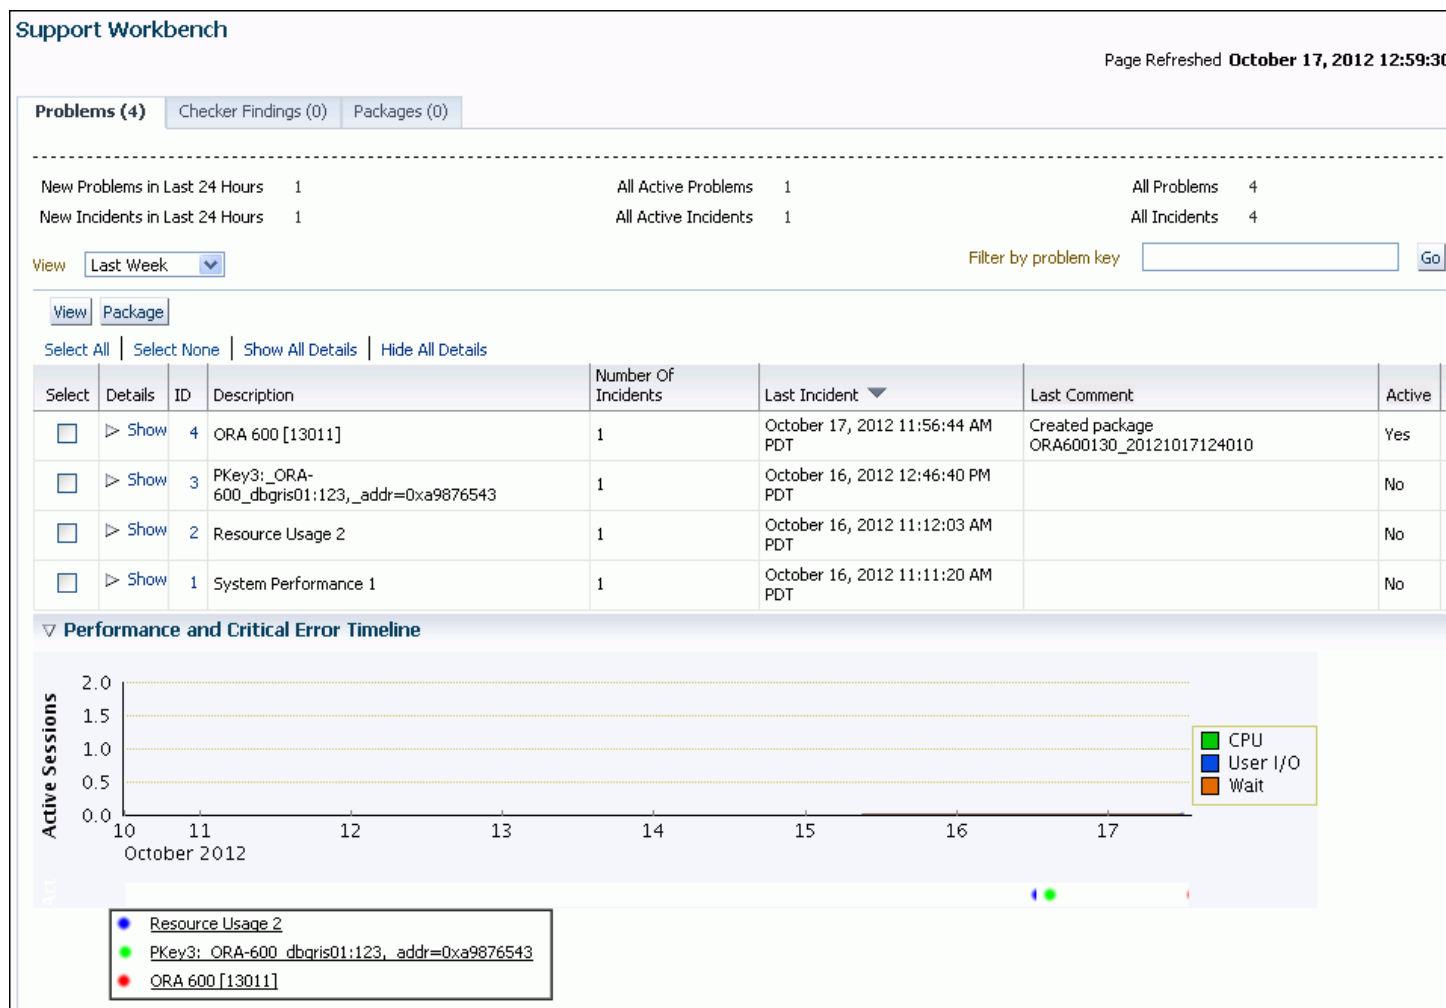 Support Workbench
Page Refreshed October 17, 2012 12:59:30
Problems (4) Checker Findings (0) Packages (0)
New Problems in Last 24 Hours 1 All Active Problems 1 All Problems 4
New Incidents in Last 24 Hours 1 All Active Incidents 1 All Incidents 4
View Last Week Filter by problem key Go
View Package
Select All | Select None | Show All Details | Hide All Details
Select Details ID Description Number Of Incidents Last Incident Last Comment Active
Show 4 ORA 600 [13011] 1 October 17, 2012 11:56:44 AM PDT Created package ORA600130_20121017124010 Yes
Show 3 PKey3:_ORA-600_dbgris01:123,_addr=0xa9876543 1 October 16, 2012 12:46:40 PM PDT No
Show 2 Resource Usage 2 1 October 16, 2012 11:12:03 AM PDT No
Show 1 System Performance 1 1 October 16, 2012 11:11:20 AM PDT No
Performance and Critical Error Timeline
Active Sessions
2.0
1.5
1.0
0.5
0.0
10 11 12 13 14 15 16 17
October 2012
CPU
User I/O
Wait
Act
Resource Usage 2
PKey3:_ORA-600_dbgris01:123,_addr=0xa9876543
ORA 600 [13011]